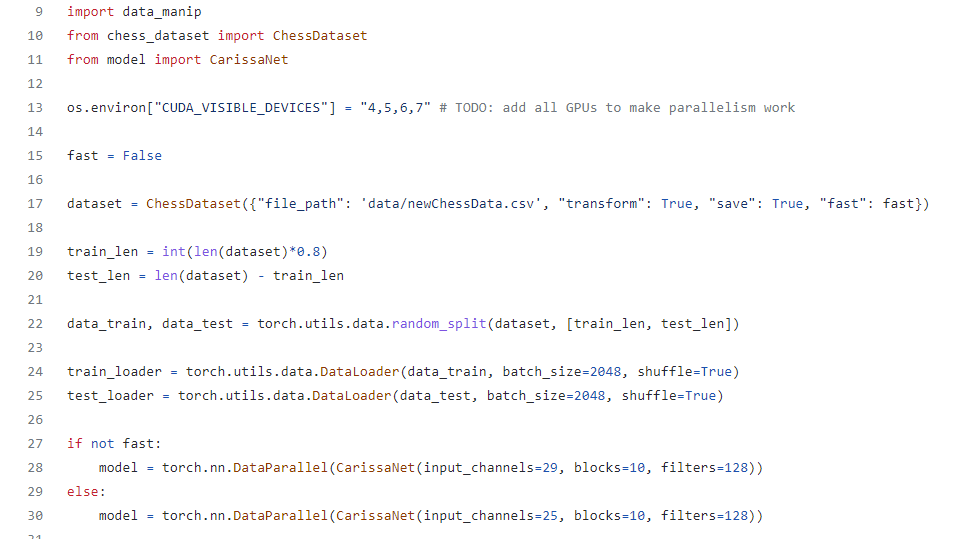 9 import data_manip
10 from chess_dataset import ChessDataset
11 from model import CarissaNet
12
13 os.environ["CUDA_VISIBLE_DEVICES"] = "4,5,6,7" # TODO: add all GPUs to make parallelism work
14
15 fast = False
16
17 dataset = ChessDataset({"file_path": 'data/newChessData.csv', "transform": True, "save": True, "fast": fast})
18
19 train_len = int(len(dataset)*0.8)
20 test_len = len(dataset) - train_len
21
22 data_train, data_test = torch.utils.data.random_split(dataset, [train_len, test_len])
23
24 train_loader = torch.utils.data.DataLoader(data_train, batch_size=2048, shuffle=True)
25 test_loader = torch.utils.data.DataLoader(data_test, batch_size=2048, shuffle=True)
26
27 if not fast:
28     model = torch.nn.DataParallel(CarissaNet(input_channels=29, blocks=10, filters=128))
29 else:
30     model = torch.nn.DataParallel(CarissaNet(input_channels=25, blocks=10, filters=128))
31